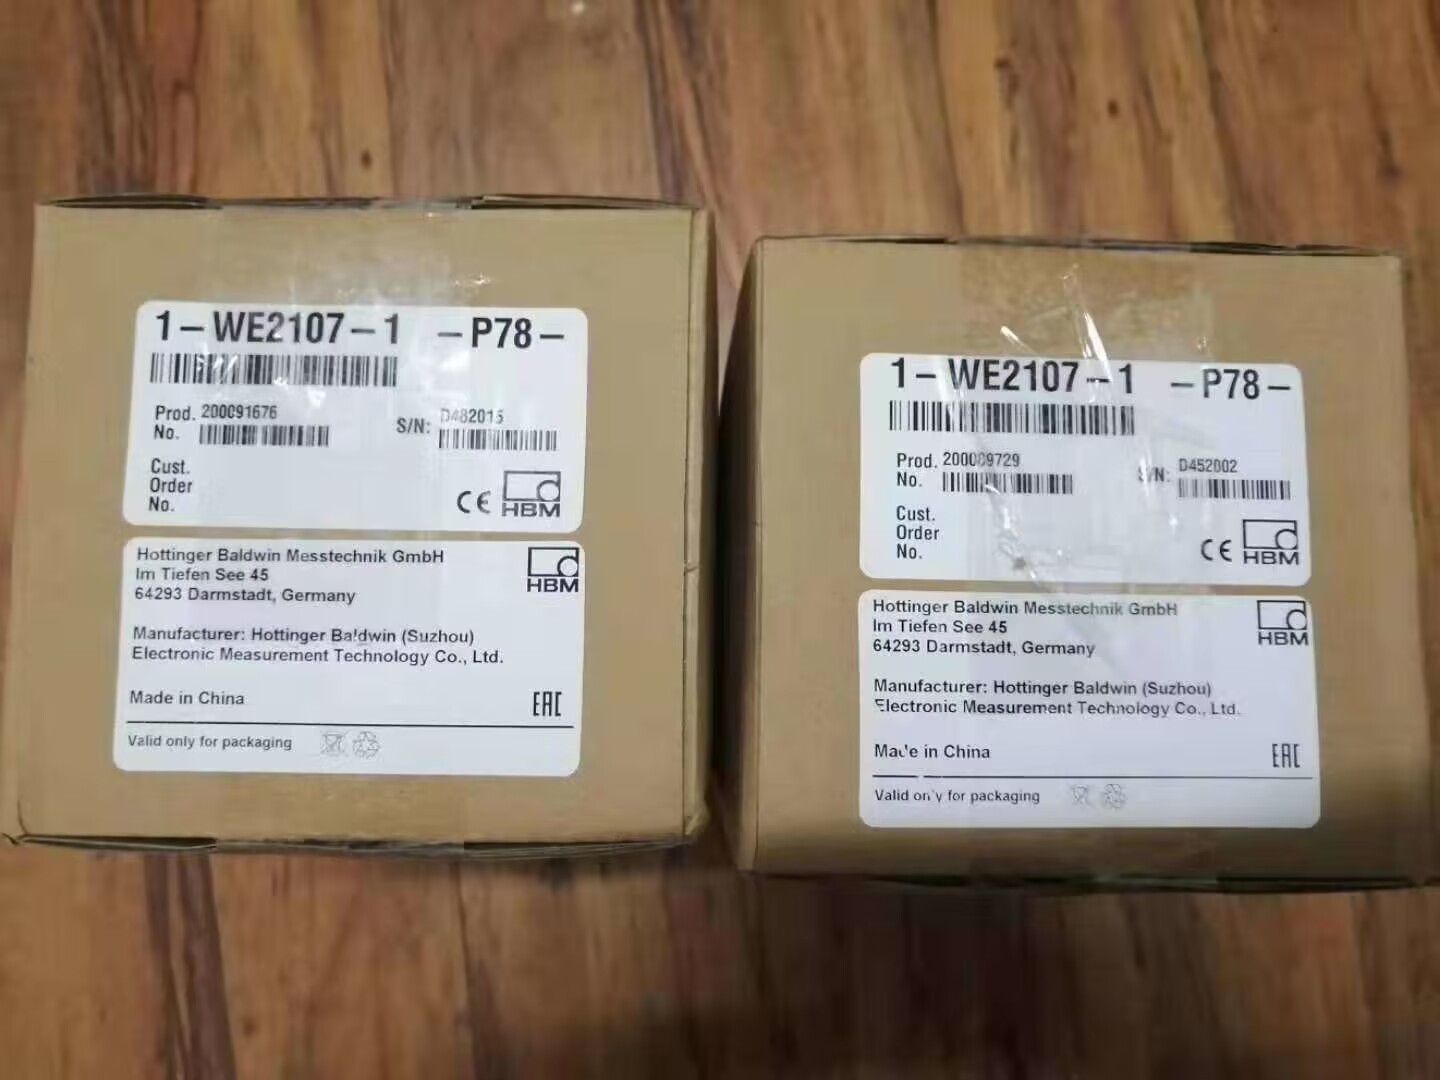 1-WE2107-1 -P78-
Prod. 200091676
No.
S/N: D482015
Cust.
Order
No.
CE HBM
Hottinger Baldwin Messtechnik GmbH
Im Tiefen See 45
64293 Darmstadt, Germany
HBM
Manufacturer: Hottinger Baldwin (Suzhou)
Electronic Measurement Technology Co., Ltd.
Made in China
EAC
Valid only for packaging
1-WE2107-1 -P78-
Prod. 200009729
No.
S/N: D452002
Cust.
Order
No.
CE HBM
Hottinger Baldwin Messtechnik GmbH
Im Tiefen See 45
64293 Darmstadt, Germany
HBM
Manufacturer: Hottinger Baldwin (Suzhou)
Electronic Measurement Technology Co., Ltd.
Made in China
EAC
Valid only for packaging